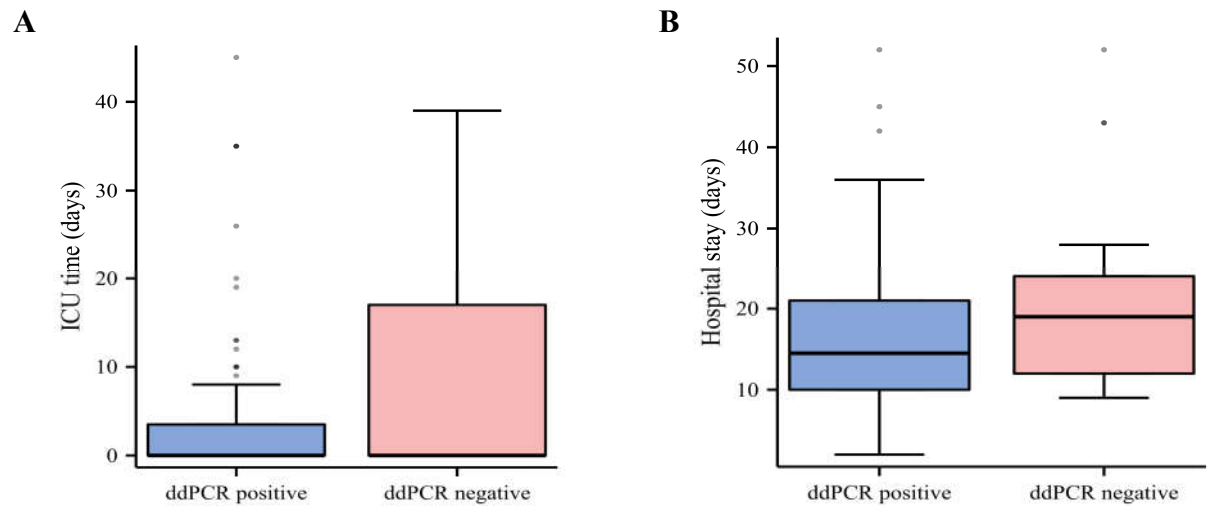 A
ICU time (days)
40
30
20
10
0
ddPCR positive
ddPCR negative
B
Hospital stay (days)
50
40
30
20
10
ddPCR positive
ddPCR negative